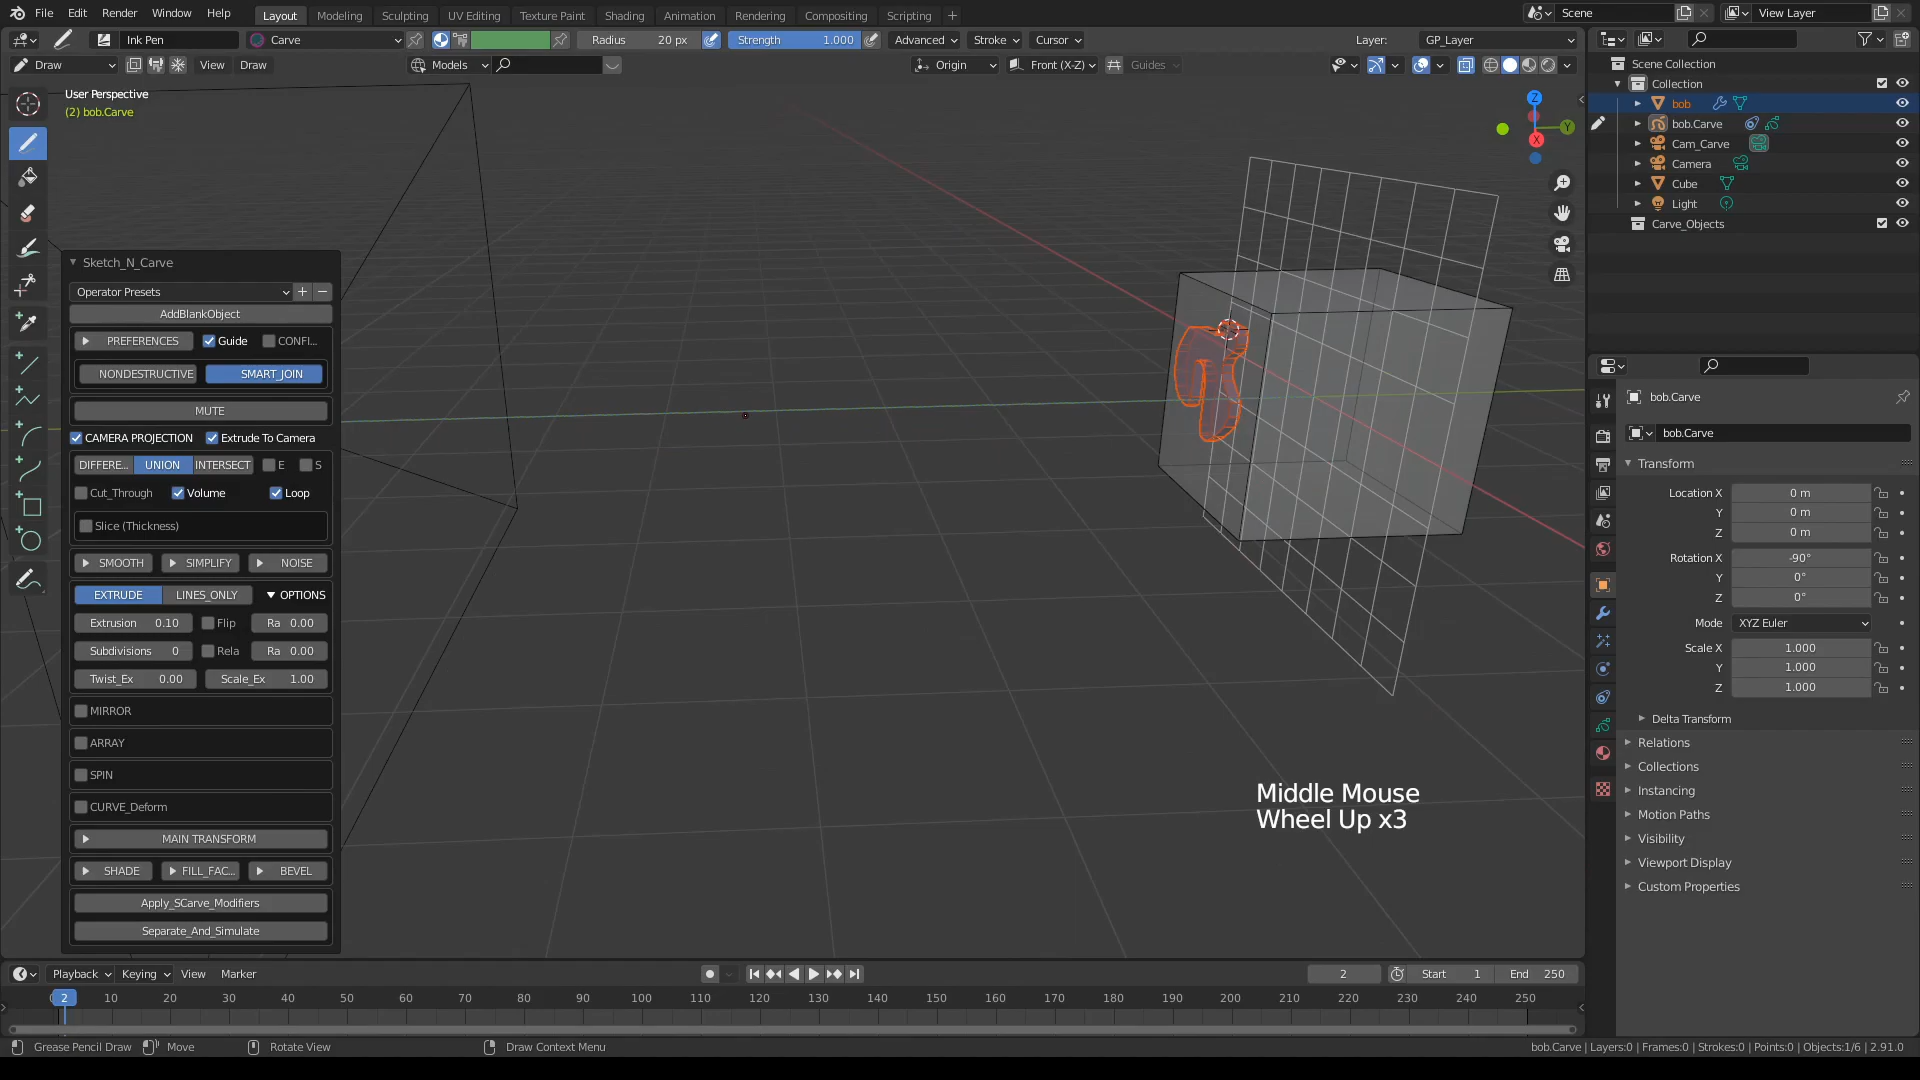 File Edit Render Window Help Layout Modeling Sculpting UV Editing Texture Paint Shading Animation Rendering Compositing Scripting + Scene View Layer
Ink Pen Carve Radius 20 px Strength 1.000 Advanced Stroke Cursor Layer: GP_Layer
Draw View Draw Models Origin Front (X-Z) Guides
User Perspective
(2) bob.Carve
Z
Y
X
Scene Collection
Collection
bob
bob.Carve
Cam_Carve
Camera
Cube
Light
Carve_Objects
Sketch_N_Carve
Operator Presets + −
AddBlankObject
PREFERENCES Guide CONFI...
NONDESTRUCTIVE SMART_JOIN
MUTE
CAMERA PROJECTION Extrude To Camera
DIFFERE... UNION INTERSECT E S
Cut_Through Volume Loop
Slice (Thickness)
SMOOTH SIMPLIFY NOISE
EXTRUDE LINES_ONLY OPTIONS
Extrusion 0.10 Flip Ra 0.00
Subdivisions 0 Rela Ra 0.00
Twist_Ex 0.00 Scale_Ex 1.00
MIRROR
ARRAY
SPIN
CURVE_Deform
MAIN TRANSFORM
SHADE FILL_FAC... BEVEL
Apply_SCarve_Modifiers
Separate_And_Simulate
Middle Mouse
Wheel Up x3
bob.Carve
bob.Carve
Transform
Location X 0 m
Y 0 m
Z 0 m
Rotation X -90°
Y 0°
Z 0°
Mode XYZ Euler
Scale X 1.000
Y 1.000
Z 1.000
Delta Transform
Relations
Collections
Instancing
Motion Paths
Visibility
Viewport Display
Custom Properties
Playback Keying View Marker 2 Start 1 End 250
2 10 20 30 40 50 60 70 80 90 100 110 120 130 140 150 160 170 180 190 200 210 220 230 240 250
Grease Pencil Draw Move Rotate View Draw Context Menu bob.Carve | Layers:0 | Frames:0 | Strokes:0 | Points:0 | Objects:1/6 | 2.91.0